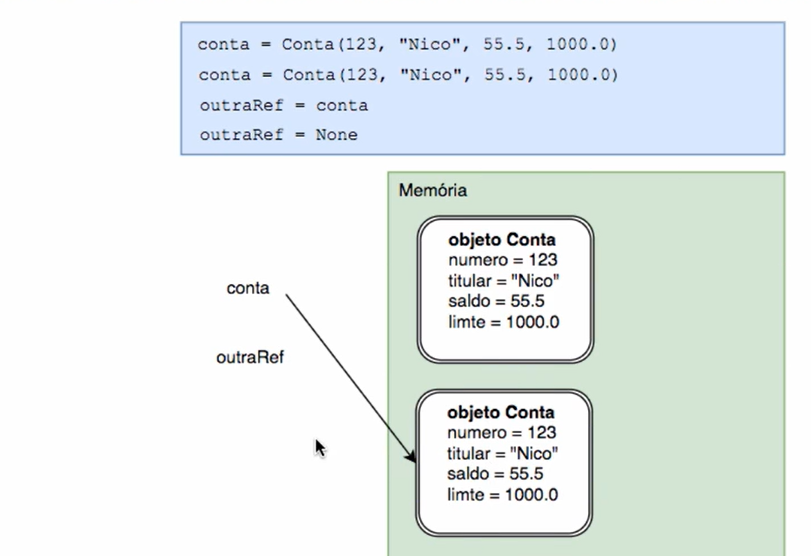 conta = Conta(123, "Nico", 55.5, 1000.0)
conta = Conta(123, "Nico", 55.5, 1000.0)
outraRef = conta
outraRef = None
Memória
objeto Conta
numero = 123
titular = "Nico"
saldo = 55.5
limte = 1000.0
conta
outraRef
objeto Conta
numero = 123
titular = "Nico"
saldo = 55.5
limte = 1000.0